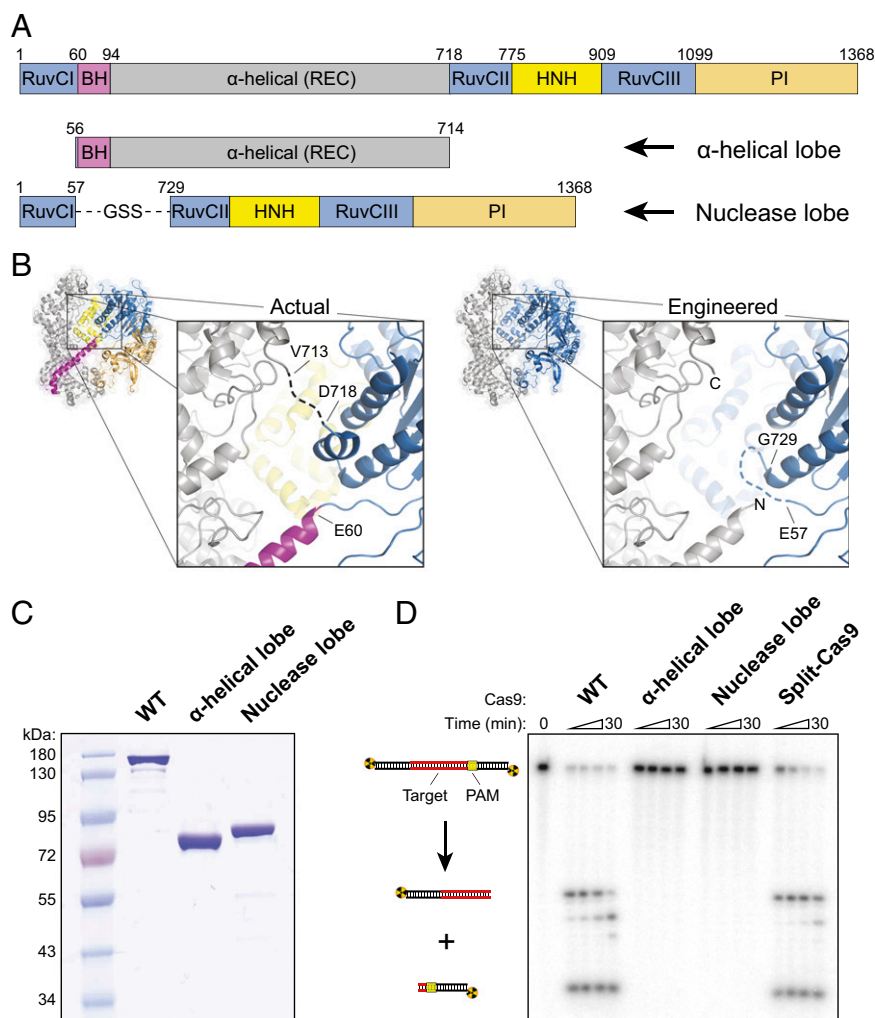 A
1 60 94 718 775 909 1099 1368
RuvCI BH α-helical (REC) RuvCII HNH RuvCIII PI
56 714
BH α-helical (REC) α-helical lobe
1 57 729 1368
RuvCI GSS RuvCII HNH RuvCIII PI Nuclease lobe
B
Actual
V713
D718
E60
Engineered
C
G729
N
E57
C
WT α-helical lobe Nuclease lobe
kDa:
180
130
95
72
55
43
34
D
WT α-helical lobe Nuclease lobe Split-Cas9
Cas9:
Time (min): 0 30 30 30 30
Target PAM
+